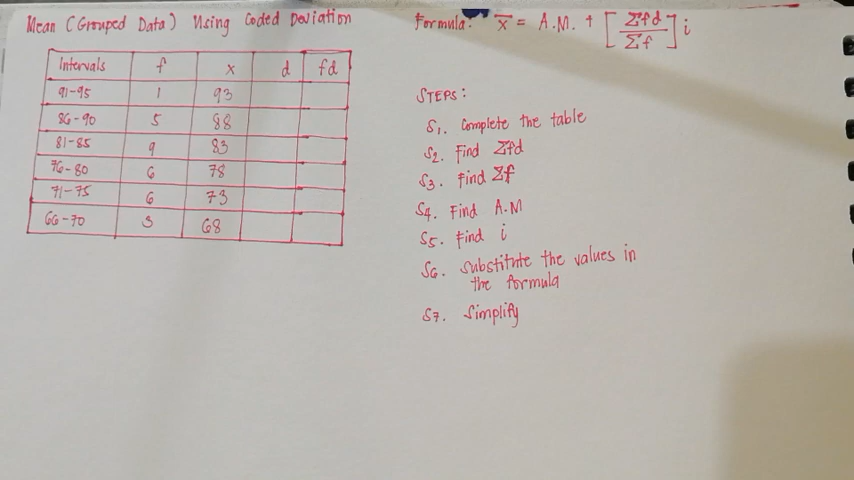 Mean (Grouped Data) Using Coded Deviation
Formula: x̅ = A.M. + [Σfd / Σf] i
Intervals f x d fd
91-95 1 93
86-90 5 88
81-85 9 83
76-80 6 78
71-75 6 73
66-70 3 68
STEPS:
S1. Complete the table
S2. Find Σfd
S3. Find Σf
S4. Find A.M
S5. Find i
S6. Substitute the values in
the formula
S7. Simplify